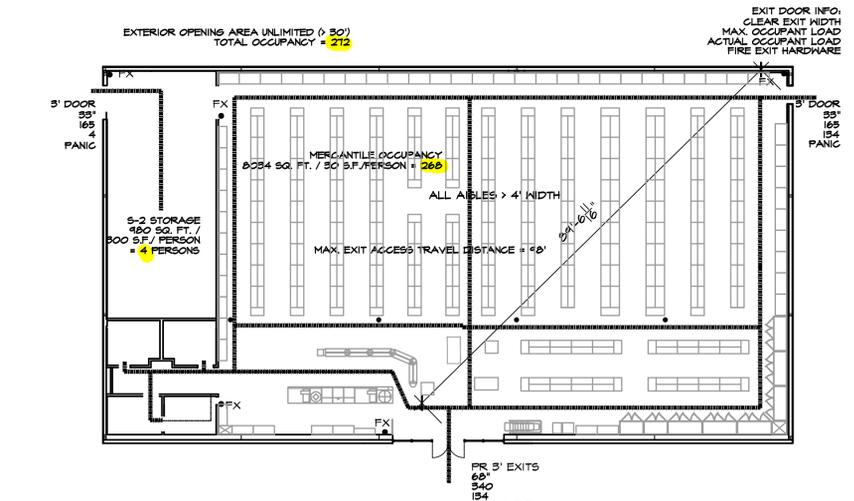 EXTERIOR OPENING AREA UNLIMITED (> 30')
TOTAL OCCUPANCY = 272
EXIT DOOR INFO:
CLEAR EXIT WIDTH
MAX. OCCUPANT LOAD
ACTUAL OCCUPANT LOAD
FIRE EXIT HARDWARE
FX
FX
FX
3' DOOR
33"
165
4
PANIC
3' DOOR
33"
165
134
PANIC
MERCANTILE OCCUPANCY
8034 SQ. FT. / 30 S.F./PERSON = 268
ALL AISLES > 4' WIDTH
S-2 STORAGE
980 SQ. FT. /
300 S.F./ PERSON
= 4 PERSONS
MAX. EXIT ACCESS TRAVEL DISTANCE =
FX
FX
PR 3' EXITS
68"
340
134